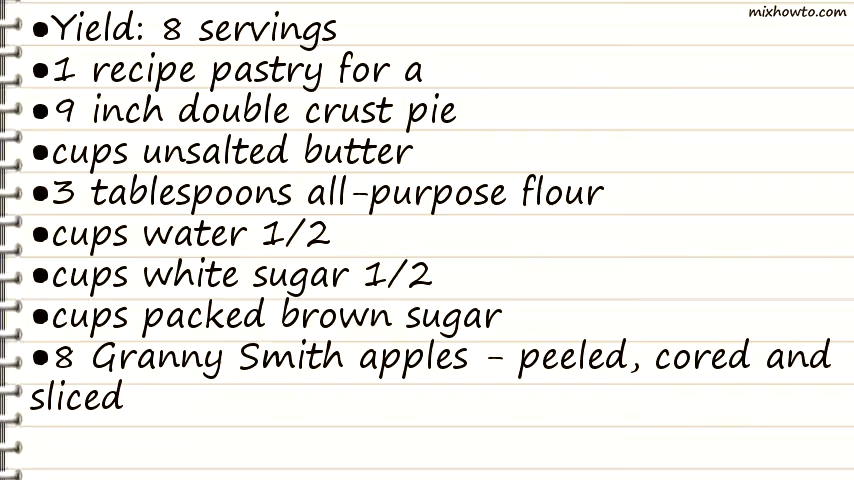 mixhowto.com
•Yield: 8 servings
•1 recipe pastry for a
•9 inch double crust pie
•cups unsalted butter
•3 tablespoons all-purpose flour
•cups water 1/2
•cups white sugar 1/2
•cups packed brown sugar
•8 Granny Smith apples - peeled, cored and
sliced